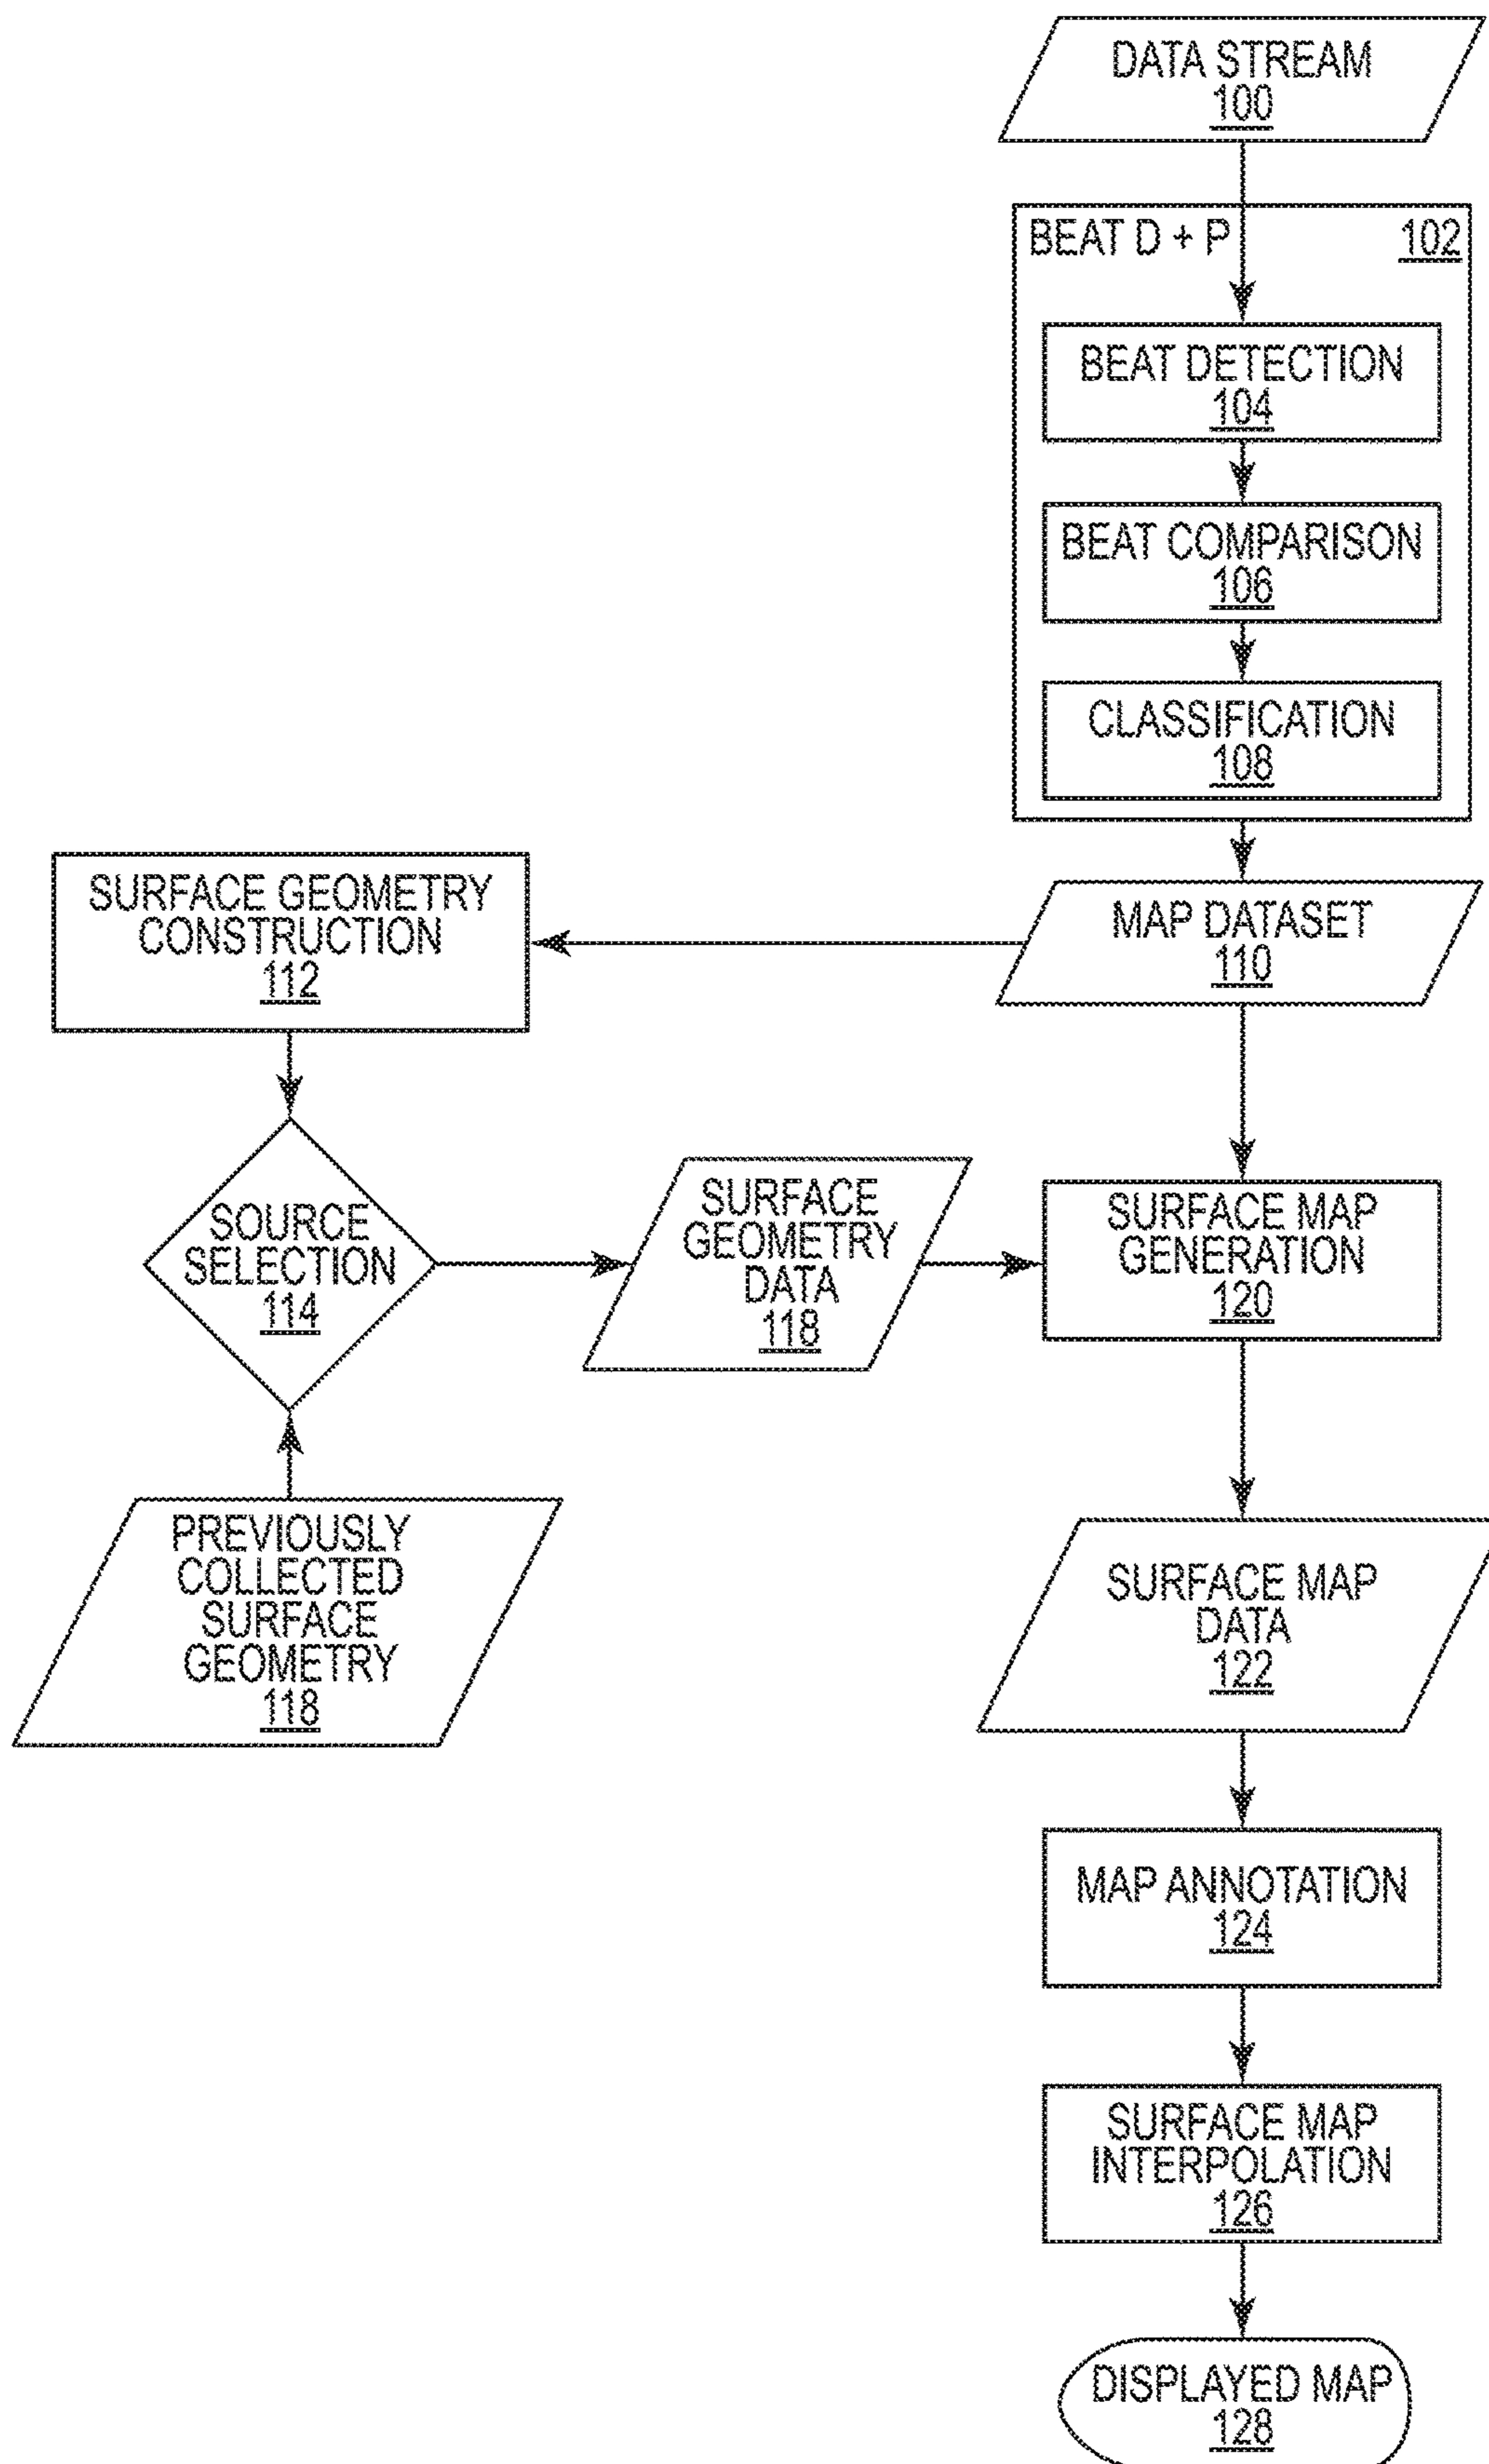 DATA STREAM
100
BEAT D + P
102
BEAT DETECTION
104
BEAT COMPARISON
106
CLASSIFICATION
108
SURFACE GEOMETRY
CONSTRUCTION
112
MAP DATASET
110
SOURCE
SELECTION
114
SURFACE
GEOMETRY
DATA
118
SURFACE MAP
GENERATION
120
PREVIOUSLY
COLLECTED
SURFACE
GEOMETRY
118
SURFACE MAP
DATA
122
MAP ANNOTATION
124
SURFACE MAP
INTERPOLATION
126
DISPLAYED MAP
128